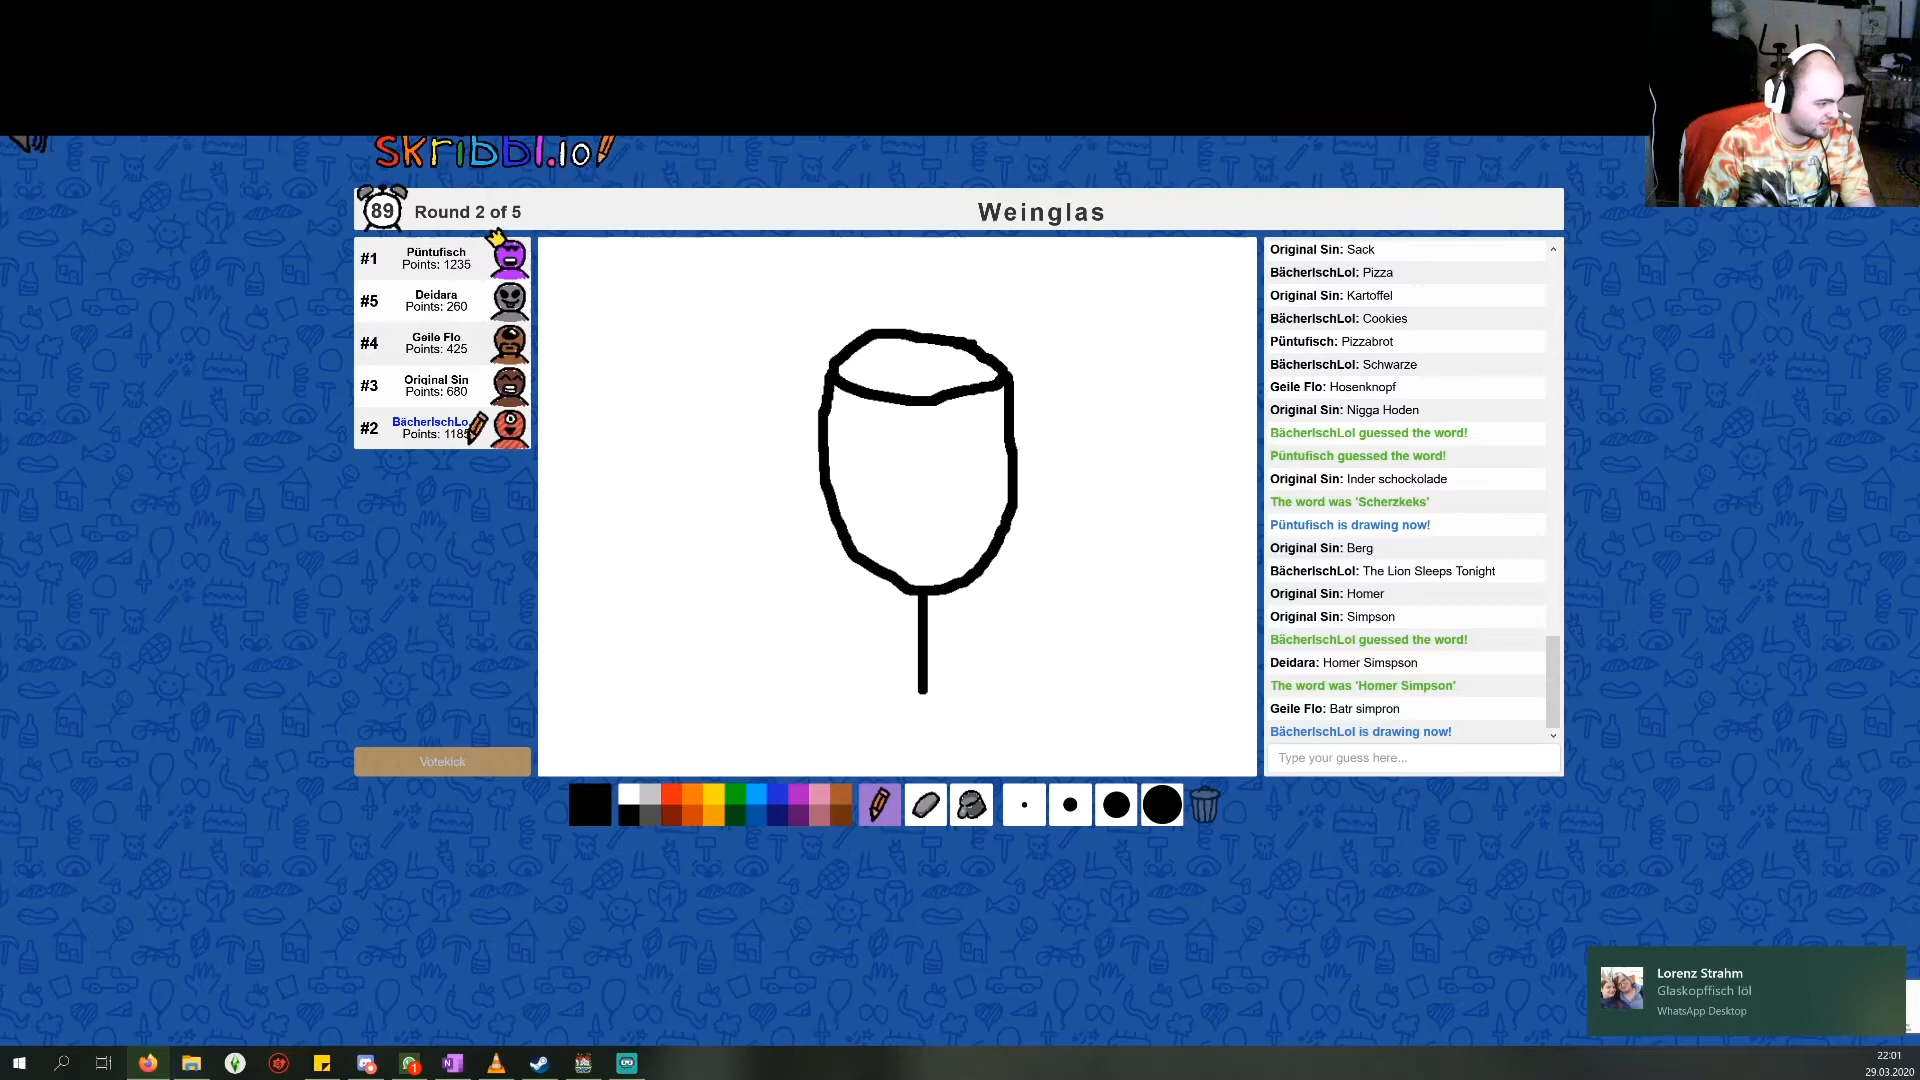 skribbl.io
89
Round 2 of 5
Weinglas
#1
Püntufisch
Points: 1235
#5
Deidara
Points: 260
#4
Geile Flo
Points: 425
#3
Original Sin
Points: 680
#2
BächerlschLo
Points: 1185
Votekick
Original Sin: Sack
BächerlschLol: Pizza
Original Sin: Kartoffel
BächerlschLol: Cookies
Püntufisch: Pizzabrot
BächerlschLol: Schwarze
Geile Flo: Hosenknopf
Original Sin: Nigga Hoden
BächerlschLol guessed the word!
Püntufisch guessed the word!
Original Sin: Inder schockolade
The word was 'Scherzkeks'
Püntufisch is drawing now!
Original Sin: Berg
BächerlschLol: The Lion Sleeps Tonight
Original Sin: Homer
Original Sin: Simpson
BächerlschLol guessed the word!
Deidara: Homer Simspson
The word was 'Homer Simpson'
Geile Flo: Batr simpron
BächerlschLol is drawing now!
Type your guess here...
Lorenz Strahm
Glaskopffisch löl
WhatsApp Desktop
1
22:01
29.03.2020